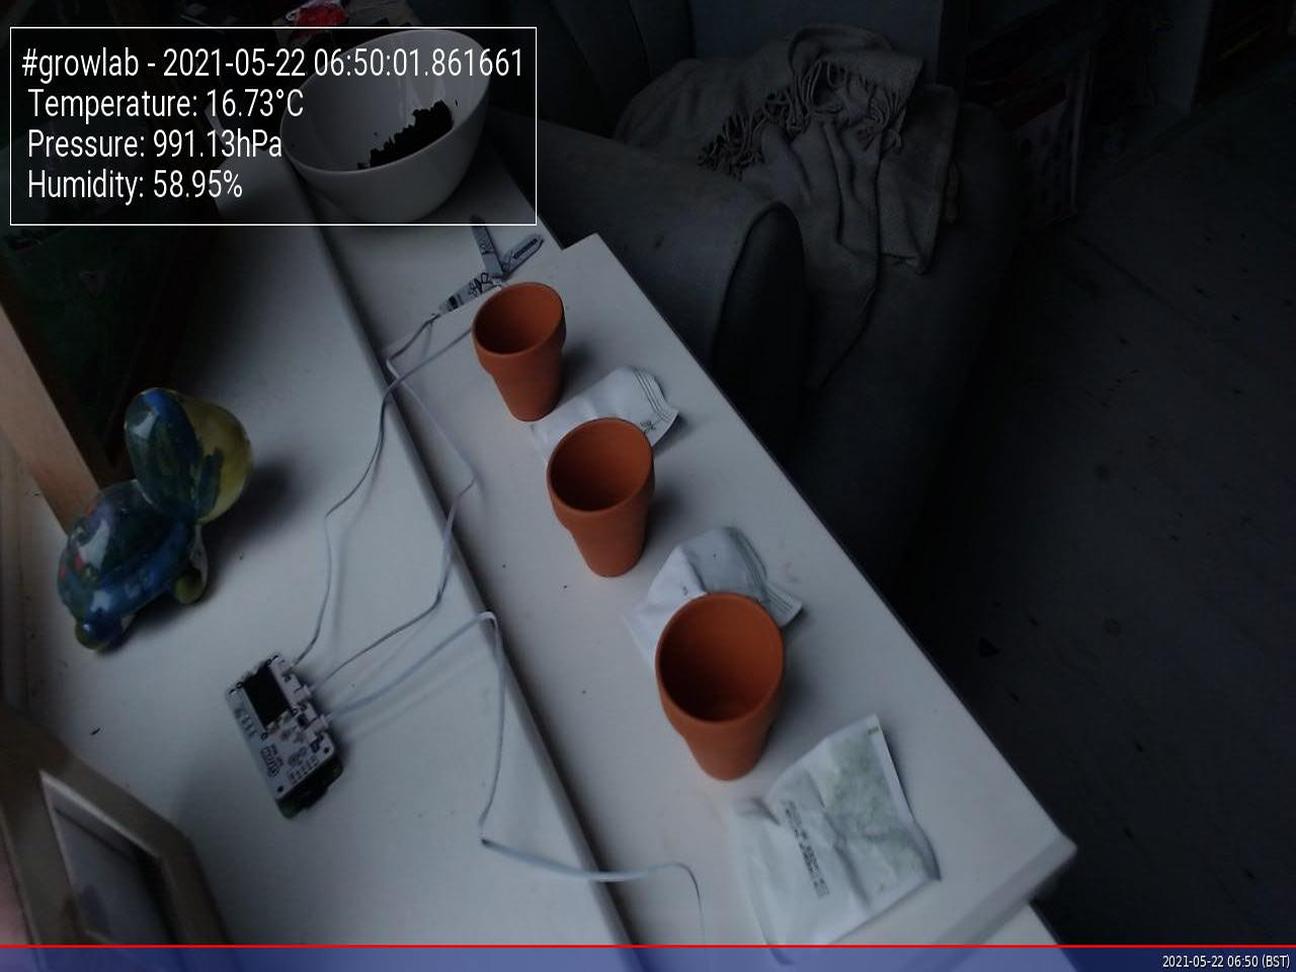 #growlab - 2021-05-22 06:50:01.861661
Temperature: 16.73°C
Pressure: 991.13hPa
Humidity: 58.95%
2021-05-22 06:50 (BST)